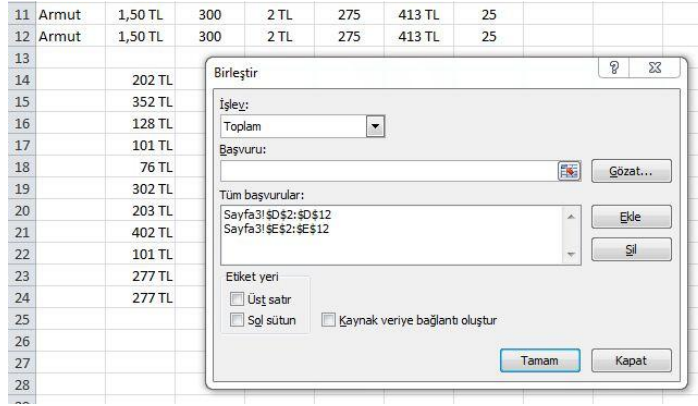 11 Armut 1,50 TL 300 2 TL 275 413 TL 25
12 Armut 1,50 TL 300 2 TL 275 413 TL 25
13
14 202 TL
15 352 TL
16 128 TL
17 101 TL
18 76 TL
19 302 TL
20 203 TL
21 402 TL
22 101 TL
23 277 TL
24 277 TL
25
26
27
28
Birleştir
İşlev:
Toplam
Başvuru:
Gözat...
Tüm başvurular:
Sayfa3!$D$2:$D$12
Sayfa3!$E$2:$E$12
Ekle
Sil
Etiket yeri
Üst satır
Sol sütun
Kaynak veriye bağlantı oluştur
Tamam Kapat